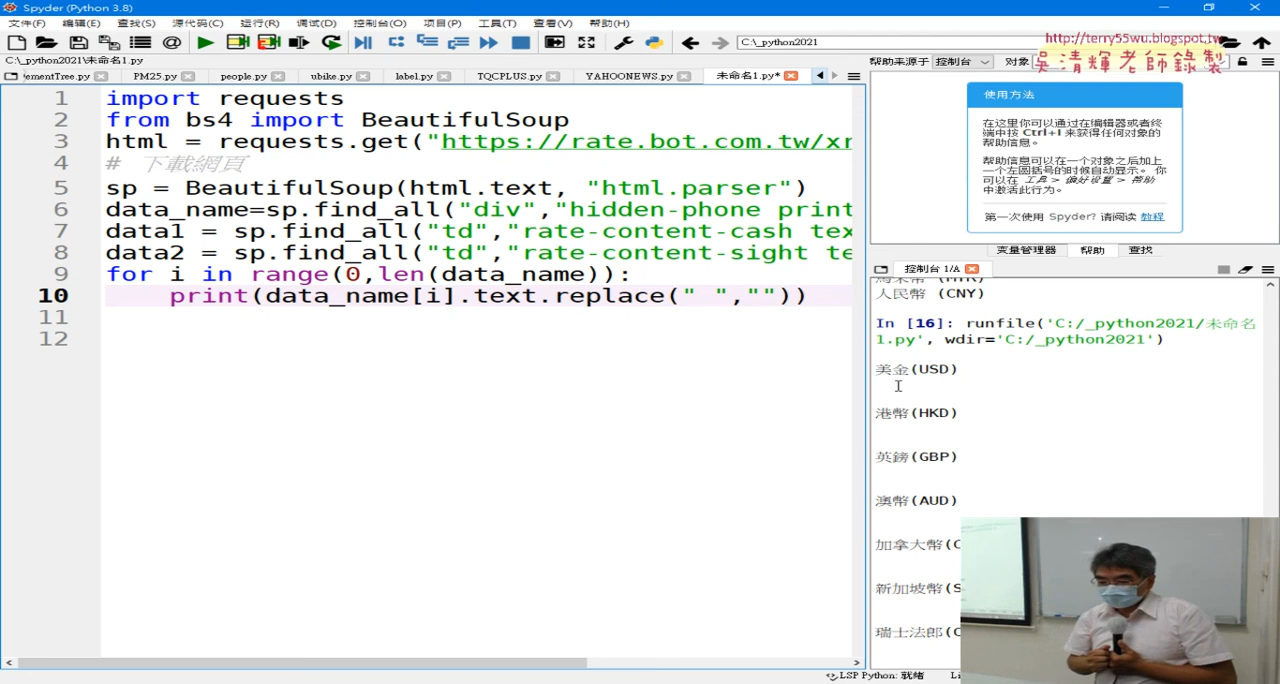 Spyder (Python 3.8)
文件(F) 编辑(E) 查找(S) 源代码(C) 运行(R) 调试(D) 控制台(O) 项目(P) 工具(T) 查看(V) 帮助(H)
C:\_python2021
http://terry55wu.blogspot.tw
C:\_python2021\未命名1.py
帮助来源于 控制台 对象
吳清輝老師錄製
ementTree.py PM25.py people.py ubike.py label.py TQCPLUS.py YAHOONEWS.py 未命名1.py*
1 import requests
2 from bs4 import BeautifulSoup
3 html = requests.get("https://rate.bot.com.tw/xr
4 # 下載網頁
5 sp = BeautifulSoup(html.text, "html.parser")
6 data_name=sp.find_all("div","hidden-phone print
7 data1 = sp.find_all("td","rate-content-cash tex
8 data2 = sp.find_all("td","rate-content-sight te
9 for i in range(0,len(data_name)):
10 print(data_name[i].text.replace(" ",""))
11
12
使用方法
在这里你可以通过在编辑器或者终
端中按 Ctrl+I 来获得任何对象的
帮助信息。
帮助信息可以在一个对象之后加上
一个左圆括号的时候自动显示。 你
可以在 工具 > 偏好设置 > 帮助
中激活此行为。
第一次使用 Spyder? 请阅读 教程
变量管理器 帮助 查找
控制台 1/A
人民幣 (CNY)
In [16]: runfile('C:/_python2021/未命名
1.py', wdir='C:/_python2021')
美金(USD)
港幣(HKD)
英鎊(GBP)
澳幣(AUD)
加拿大幣(C
新加坡幣(S
瑞士法郎(C
LSP Python: 就绪